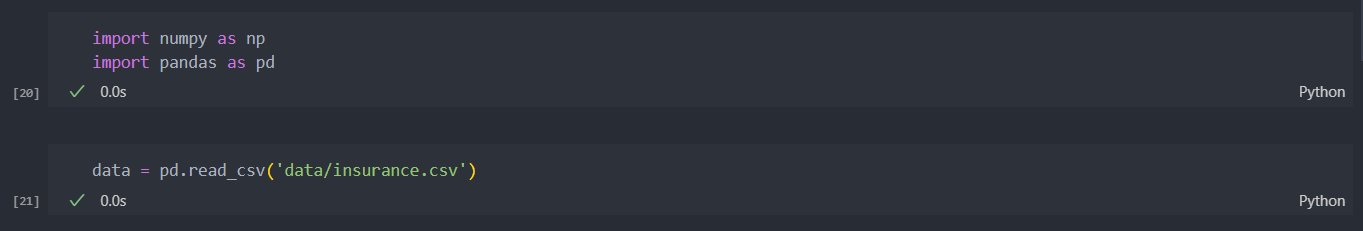 import numpy as np
import pandas as pd
[20]
0.0s
Python
data = pd.read_csv('data/insurance.csv')
[21]
0.0s
Python